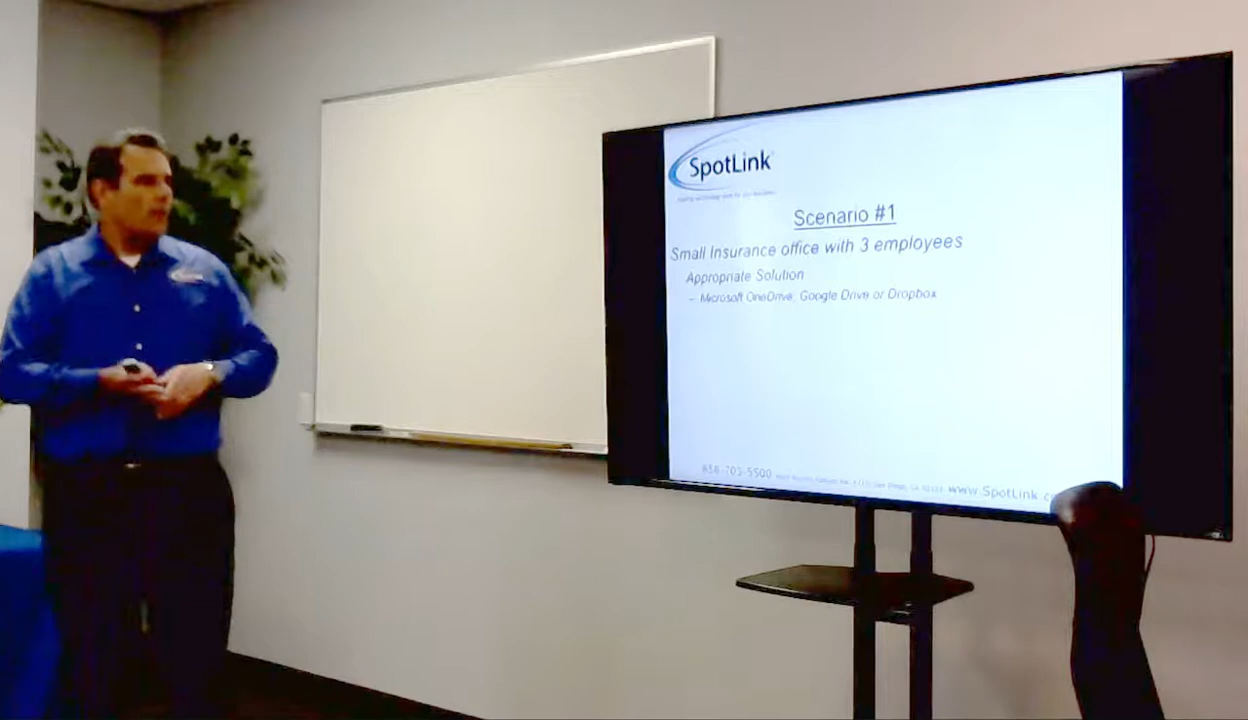 SpotLink
Scenario #1
Small Insurance office with 3 employees
Appropriate Solution
- Microsoft OneDrive, Google Drive or Dropbox
www.SpotLink.c